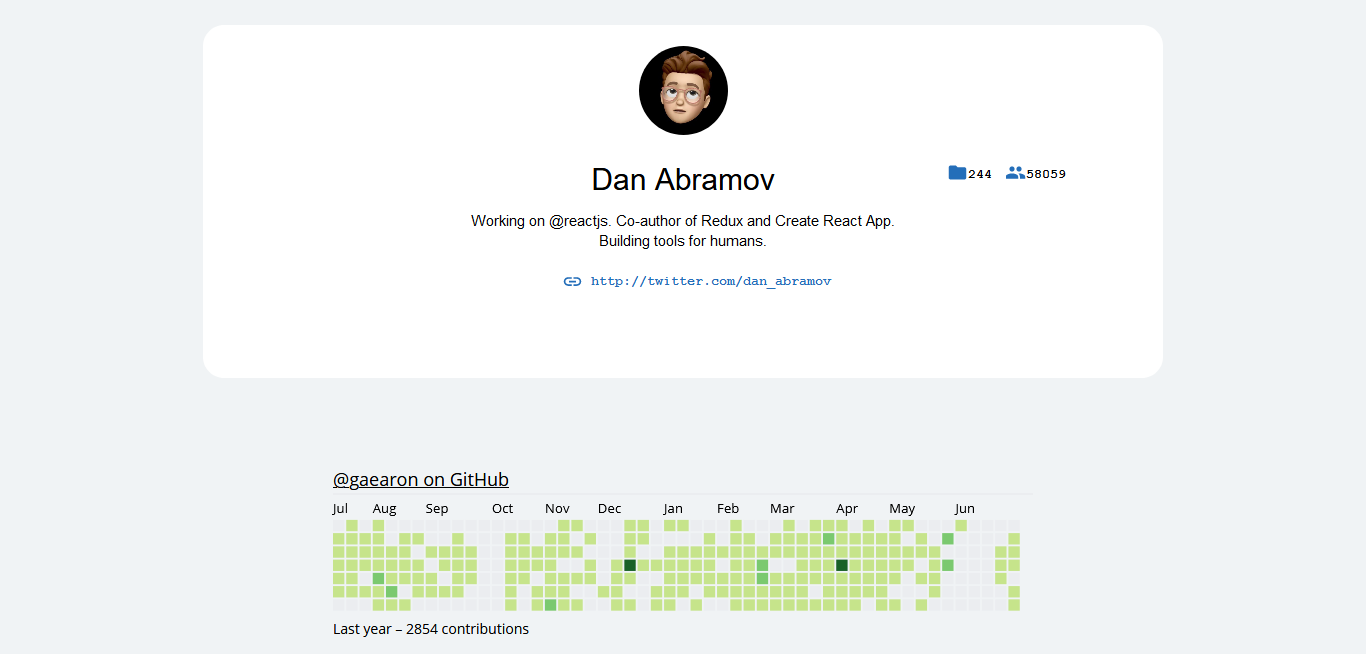 Dan Abramov
244 58059
Working on @reactjs. Co-author of Redux and Create React App.
Building tools for humans.
http://twitter.com/dan_abramov
@gaearon on GitHub
Jul Aug Sep Oct Nov Dec Jan Feb Mar Apr May Jun
Last year – 2854 contributions